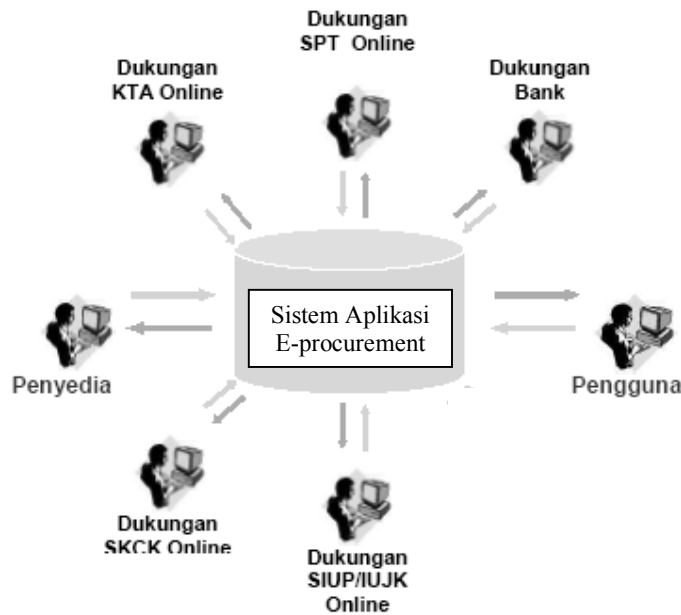 Dukungan
SPT Online
Dukungan
KTA Online
Dukungan
Bank
Sistem Aplikasi
E-procurement
Penyedia
Pengguna
Dukungan
SKCK Online
Dukungan
SIUP/IUJK
Online